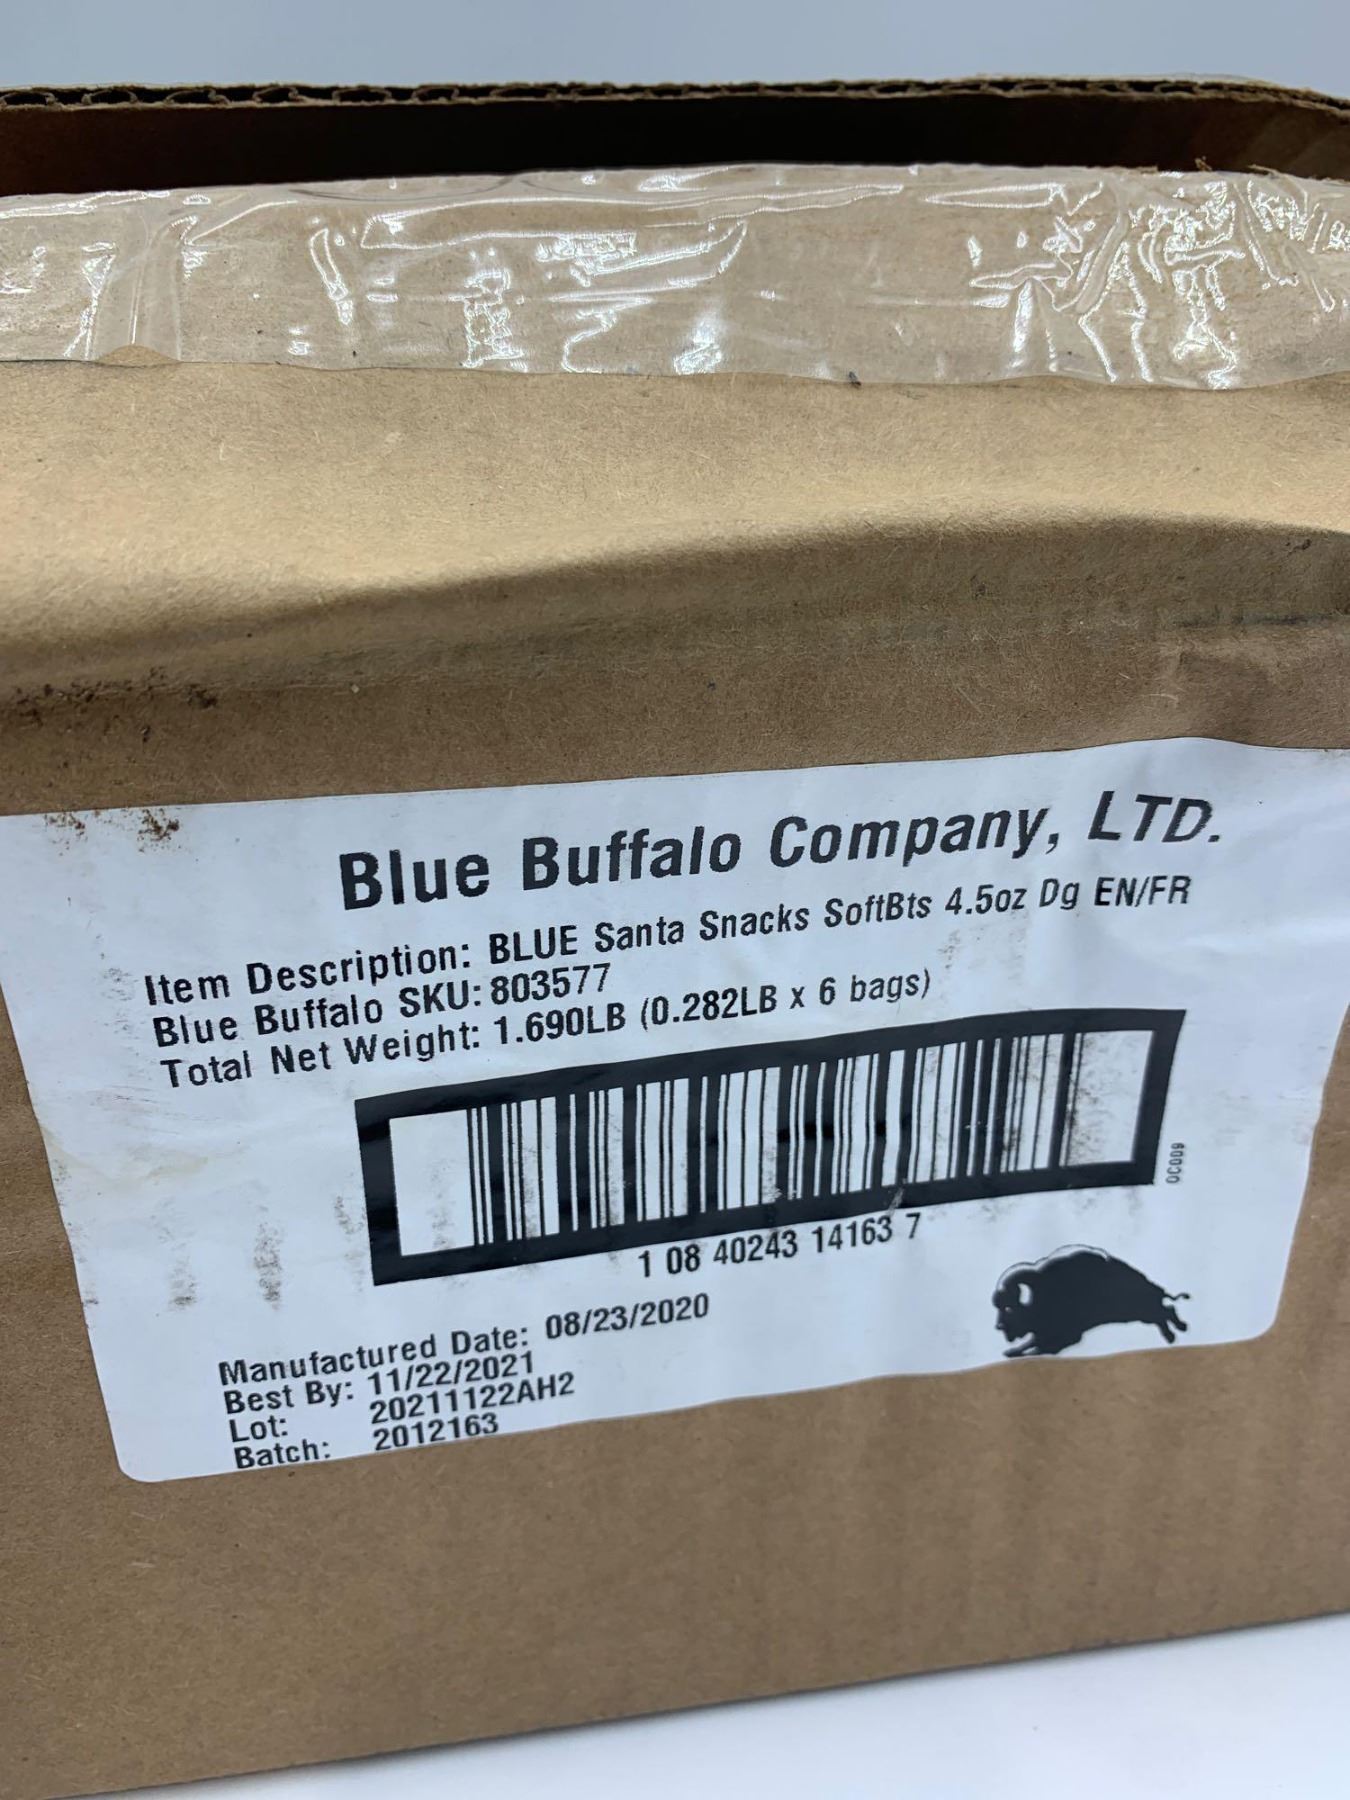 Blue Buffalo Company, LTD.
Item Description: BLUE Santa Snacks SoftBts 4.5oz Dg EN/FR
Blue Buffalo SKU: 803577
Total Net Weight: 1.690LB (0.282LB x 6 bags)
0C009
1 08 40243 14163 7
Manufactured Date: 08/23/2020
Best By: 11/22/2021
Lot: 20211122AH2
Batch: 2012163